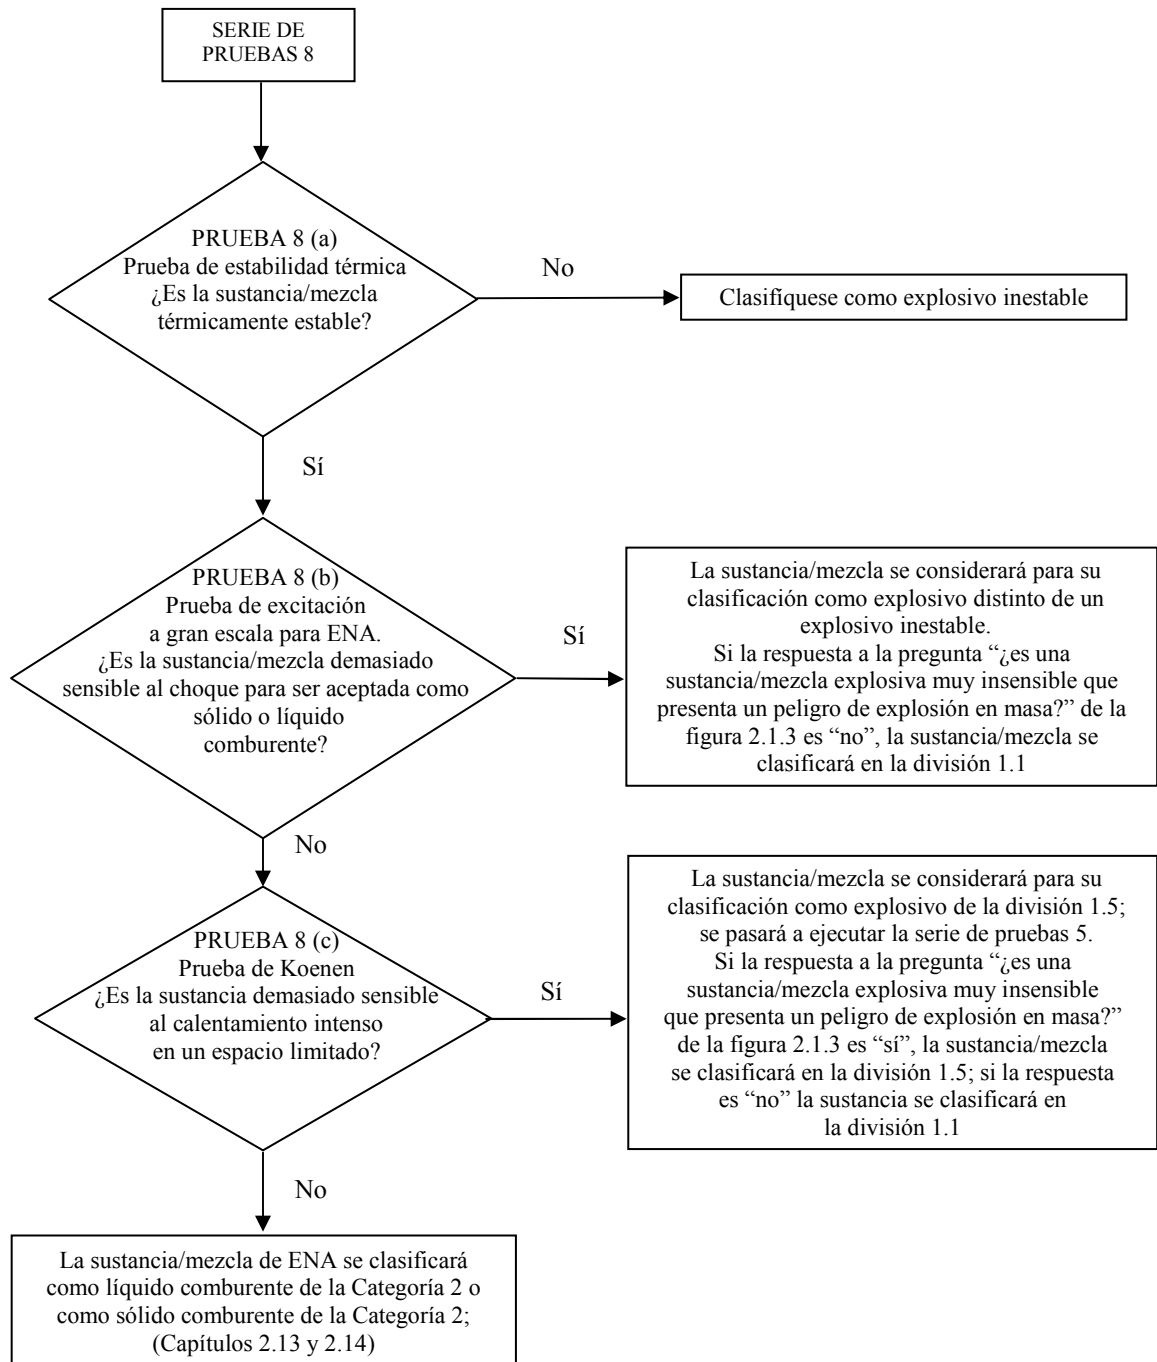 SERIE DE
PRUEBAS 8
PRUEBA 8 (a)
Prueba de estabilidad térmica
¿Es la sustancia/mezcla
térmicamente estable?
No
Clasifíquese como explosivo inestable
Sí
PRUEBA 8 (b)
Prueba de excitación
a gran escala para ENA.
¿Es la sustancia/mezcla demasiado
sensible al choque para ser aceptada como
sólido o líquido
comburente?
Sí
La sustancia/mezcla se considerará para su
clasificación como explosivo distinto de un
explosivo inestable.
Si la respuesta a la pregunta “¿es una
sustancia/mezcla explosiva muy insensible que
presenta un peligro de explosión en masa?” de la
figura 2.1.3 es “no”, la sustancia/mezcla se
clasificará en la división 1.1
No
PRUEBA 8 (c)
Prueba de Koenen
¿Es la sustancia demasiado sensible
al calentamiento intenso
en un espacio limitado?
Sí
La sustancia/mezcla se considerará para su
clasificación como explosivo de la división 1.5;
se pasará a ejecutar la serie de pruebas 5.
Si la respuesta a la pregunta “¿es una
sustancia/mezcla explosiva muy insensible
que presenta un peligro de explosión en masa?”
de la figura 2.1.3 es “sí”, la sustancia/mezcla
se clasificará en la división 1.5; si la respuesta
es “no” la sustancia se clasificará en
la división 1.1
No
La sustancia/mezcla de ENA se clasificará
como líquido comburente de la Categoría 2 o
como sólido comburente de la Categoría 2;
(Capítulos 2.13 y 2.14)